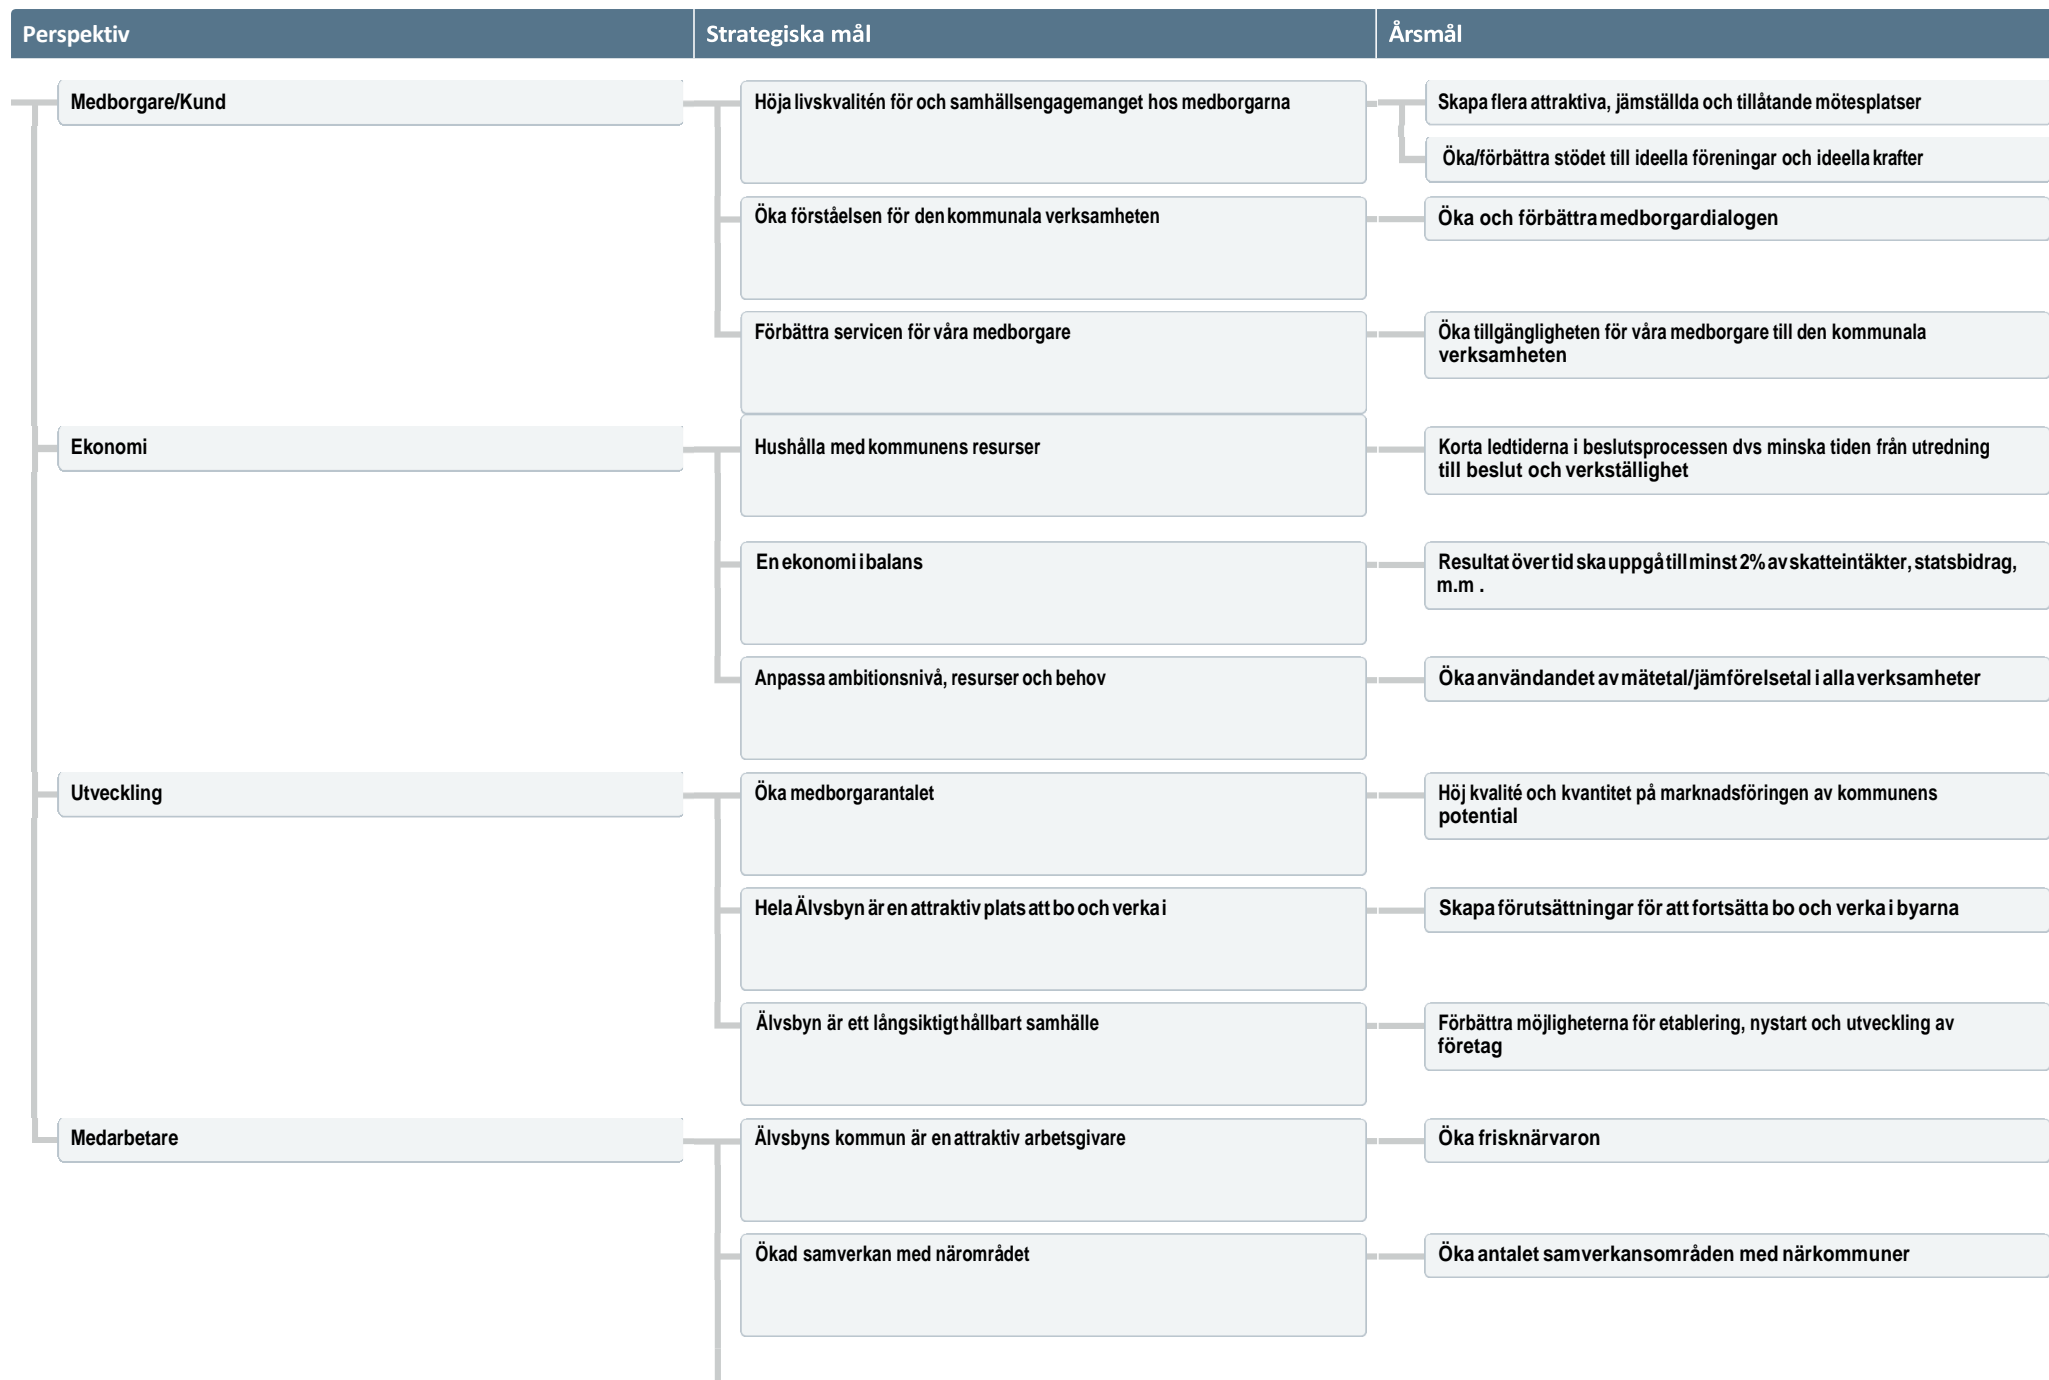 Perspektiv
Strategiska mål
Årsmål
Medborgare/Kund
Höja livskvalitén för och samhällsengagemanget hos medborgarna
Skapa flera attraktiva, jämställda och tillåtande mötesplatser
Öka/förbättra stödet till ideella föreningar och ideella krafter
Öka förståelsen för den kommunala verksamheten
Öka och förbättra medborgardialogen
Förbättra servicen för våra medborgare
Öka tillgängligheten för våra medborgare till den kommunala
verksamheten
Ekonomi
Hushålla med kommunens resurser
Korta ledtiderna i beslutsprocessen dvs minska tiden från utredning
till beslut och verkställighet
En ekonomi i balans
Resultat över tid ska uppgå till minst 2% av skatteintäkter, statsbidrag,
m.m .
Anpassa ambitionsnivå, resurser och behov
Öka användandet av mätetal/jämförelsetal i alla verksamheter
Utveckling
Öka medborgarantalet
Höj kvalité och kvantitet på marknadsföringen av kommunens
potential
Hela Älvsbyn är en attraktiv plats att bo och verka i
Skapa förutsättningar för att fortsätta bo och verka i byarna
Älvsbyn är ett långsiktigt hållbart samhälle
Förbättra möjligheterna för etablering, nystart och utveckling av
företag
Medarbetare
Älvsbyns kommun är en attraktiv arbetsgivare
Öka frisknärvaron
Ökad samverkan med närområdet
Öka antalet samverkansområden med närkommuner